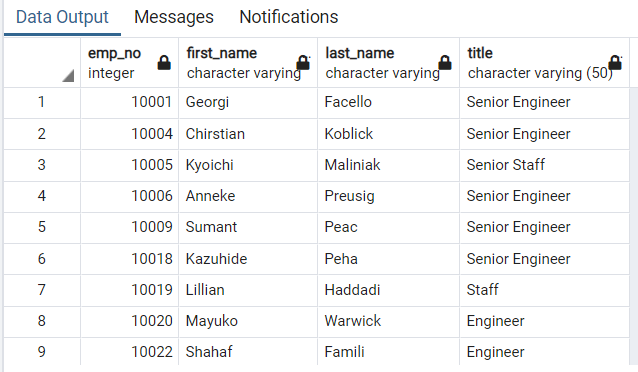 Data Output Messages Notifications
emp_no first_name last_name title
integer character varying character varying character varying (50)
1 10001 Georgi Facello Senior Engineer
2 10004 Chirstian Koblick Senior Engineer
3 10005 Kyoichi Maliniak Senior Staff
4 10006 Anneke Preusig Senior Engineer
5 10009 Sumant Peac Senior Engineer
6 10018 Kazuhide Peha Senior Engineer
7 10019 Lillian Haddadi Staff
8 10020 Mayuko Warwick Engineer
9 10022 Shahaf Famili Engineer